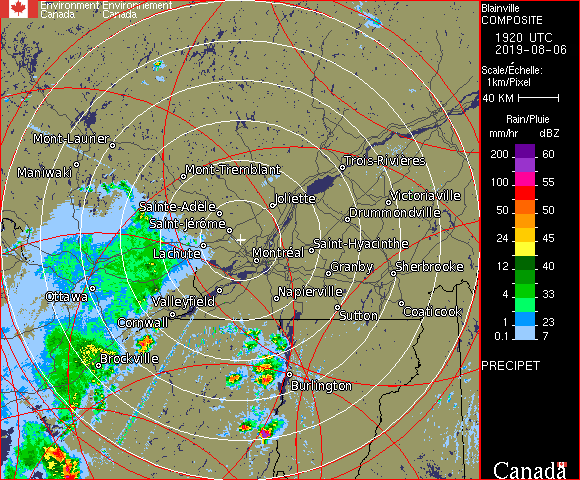 Environment Environnement
Canada Canada
Blainville
COMPOSITE
1920 UTC
2019-08-06
Scale/Échelle:
1km/Pixel
40 KM
Rain/Pluie
mm/hr dBZ
200 60
100 55
50 50
24 45
12 40
4 33
1 23
0.1 7
PRECIPET
Canada
Mont-Laurier
Maniwaki
Mont-Tremblant
Trois-Rivières
Sainte-Adèle
Joliette
Victoriaville
Saint-Jérôme
Drummondville
Lachute
Montréal
Saint-Hyacinthe
Granby
Sherbrooke
Ottawa
Valleyfield
Napierville
Cornwall
Sutton
Coaticook
Brockville
Burlington